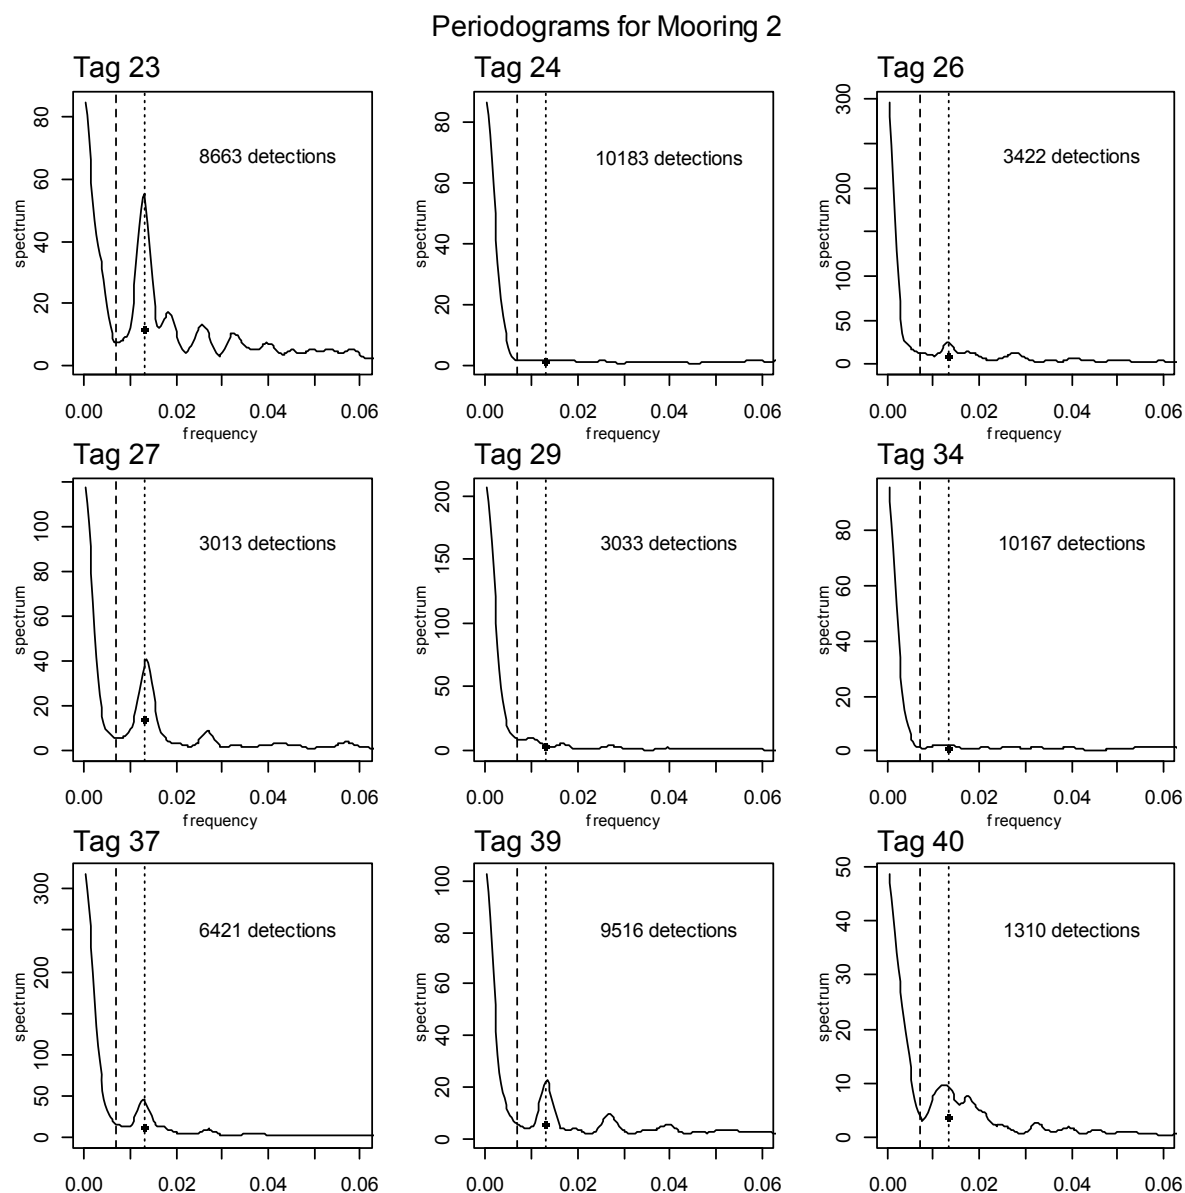 Periodograms for Mooring 2
Tag 23
Tag 24
Tag 26
8663 detections
10183 detections
3422 detections
spectrum
0 20 40 60 80
spectrum
0 20 40 60 80
spectrum
0 50 100 200 300
0.00 0.02 0.04 0.06
0.00 0.02 0.04 0.06
0.00 0.02 0.04 0.06
frequency
frequency
frequency
Tag 27
Tag 29
Tag 34
3013 detections
3033 detections
10167 detections
spectrum
0 20 40 60 80 100
spectrum
0 50 100 150 200
spectrum
0 20 40 60 80
0.00 0.02 0.04 0.06
0.00 0.02 0.04 0.06
0.00 0.02 0.04 0.06
frequency
frequency
frequency
Tag 37
Tag 39
Tag 40
6421 detections
9516 detections
1310 detections
spectrum
0 50 100 200 300
spectrum
0 20 40 60 80 100
spectrum
0 10 20 30 40 50
0.00 0.02 0.04 0.06
0.00 0.02 0.04 0.06
0.00 0.02 0.04 0.06